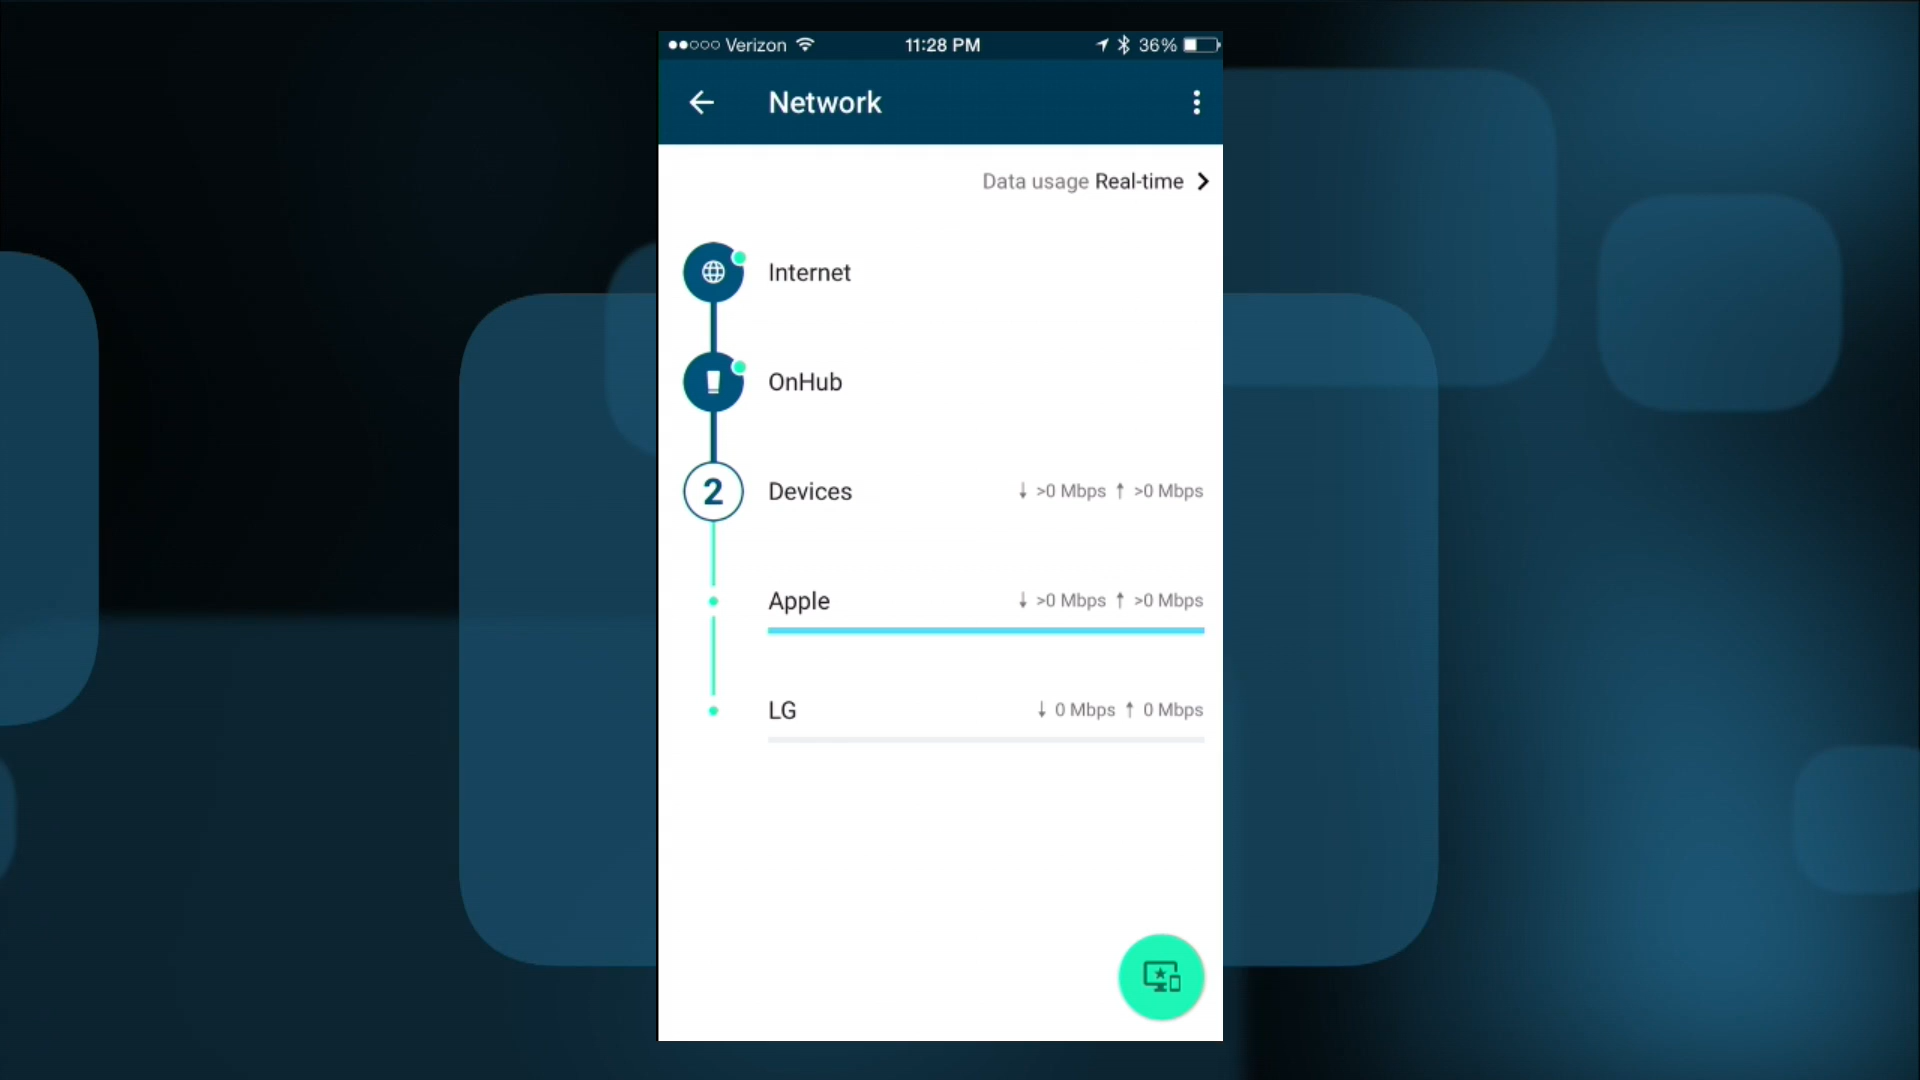 Verizon 11:28 PM 36%
Network
Data usage Real-time
Internet
OnHub
2 Devices ↓ >0 Mbps ↑ >0 Mbps
Apple ↓ >0 Mbps ↑ >0 Mbps
LG ↓ 0 Mbps ↑ 0 Mbps